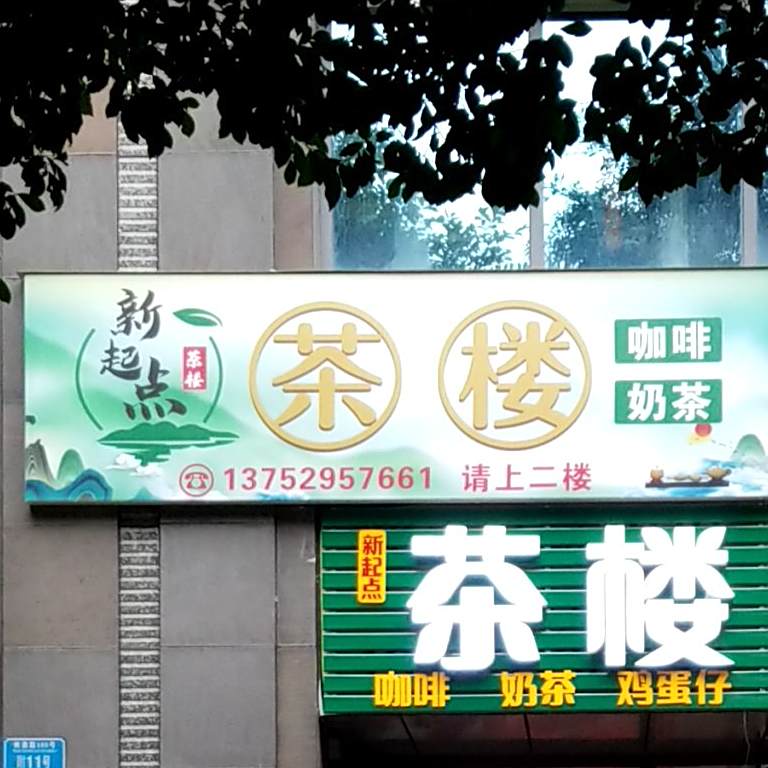 新起点
茶楼
茶楼
咖啡
奶茶
☏13752957661 请上二楼
新起点
茶楼
咖啡 奶茶 鸡蛋仔
附11号